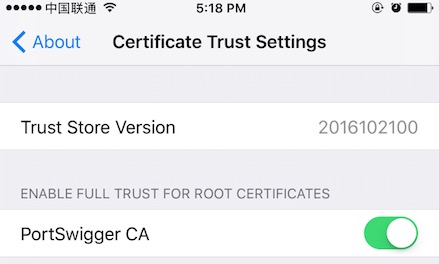 中国联通 5:18 PM
About Certificate Trust Settings
Trust Store Version 2016102100
ENABLE FULL TRUST FOR ROOT CERTIFICATES
PortSwigger CA